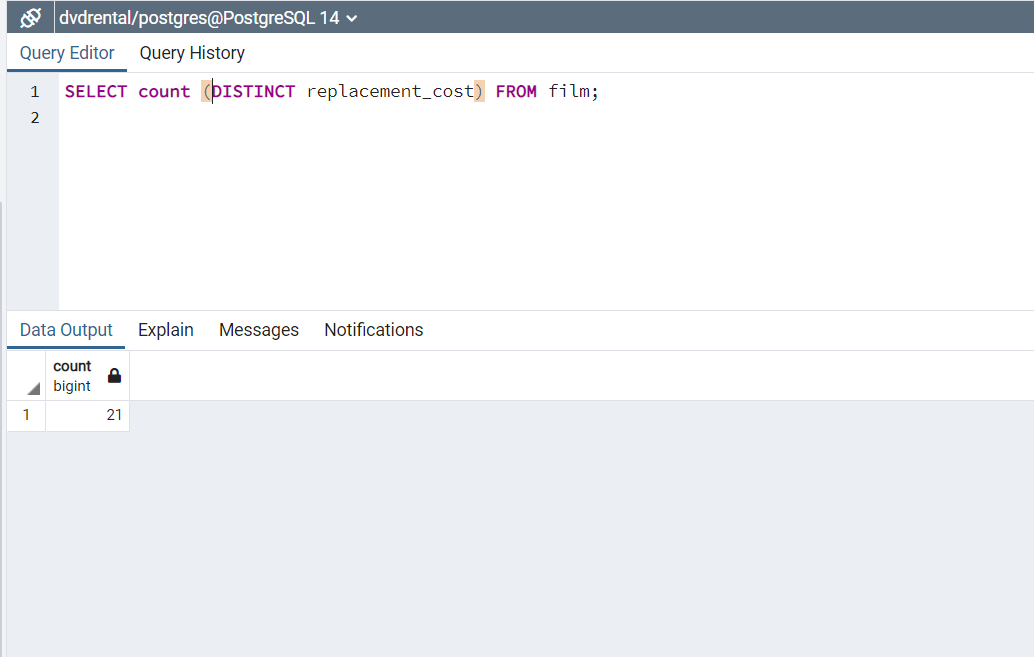 dvdrental/postgres@PostgreSQL 14
Query Editor Query History
1 SELECT count (DISTINCT replacement_cost) FROM film;
2
Data Output Explain Messages Notifications
count
bigint
1 21